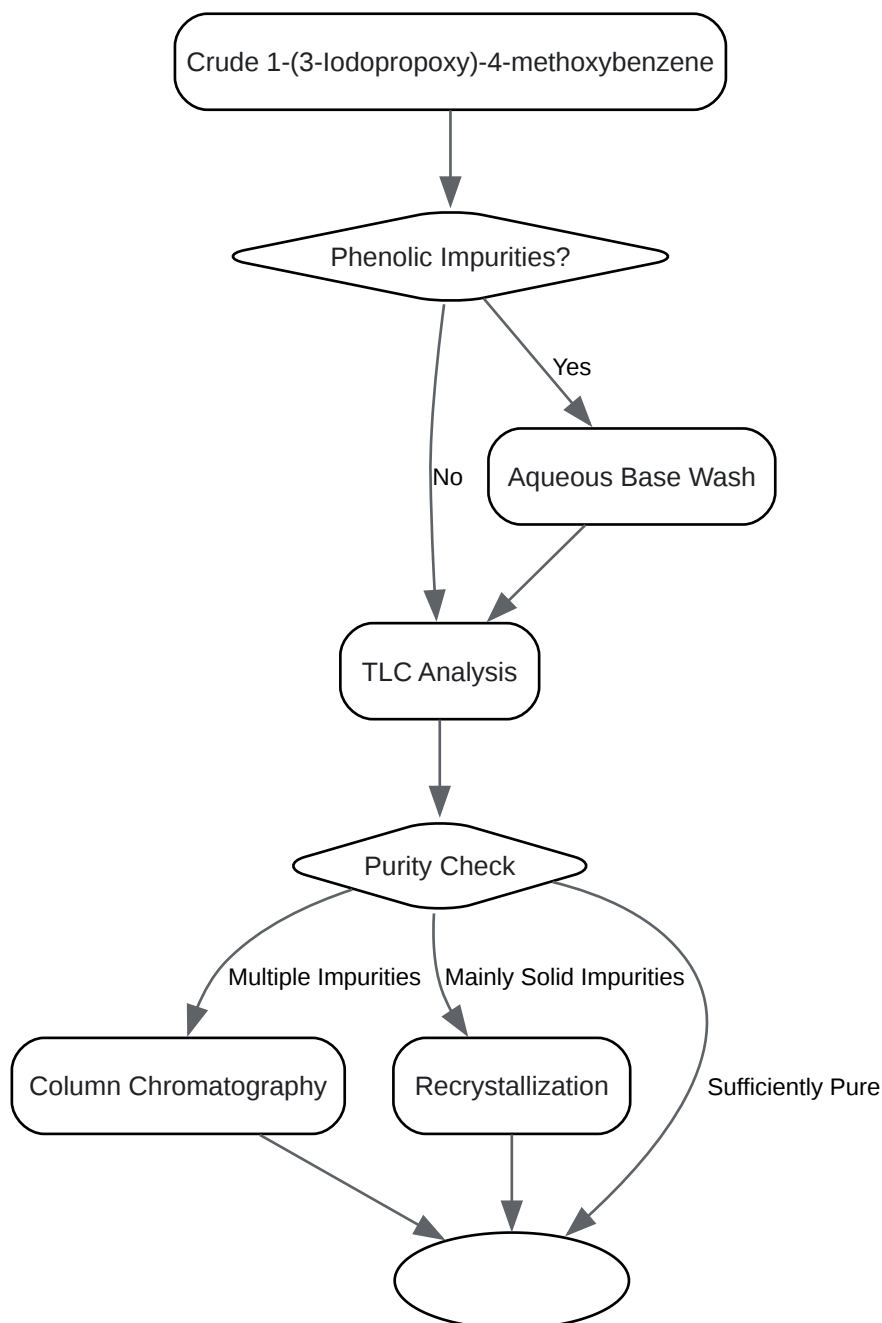 Crude 1-(3-Iodopropoxy)-4-methoxybenzene
Phenolic Impurities?
Yes
No
Aqueous Base Wash
TLC Analysis
Purity Check
Multiple Impurities
Mainly Solid Impurities
Column Chromatography
Recrystallization
Sufficiently Pure